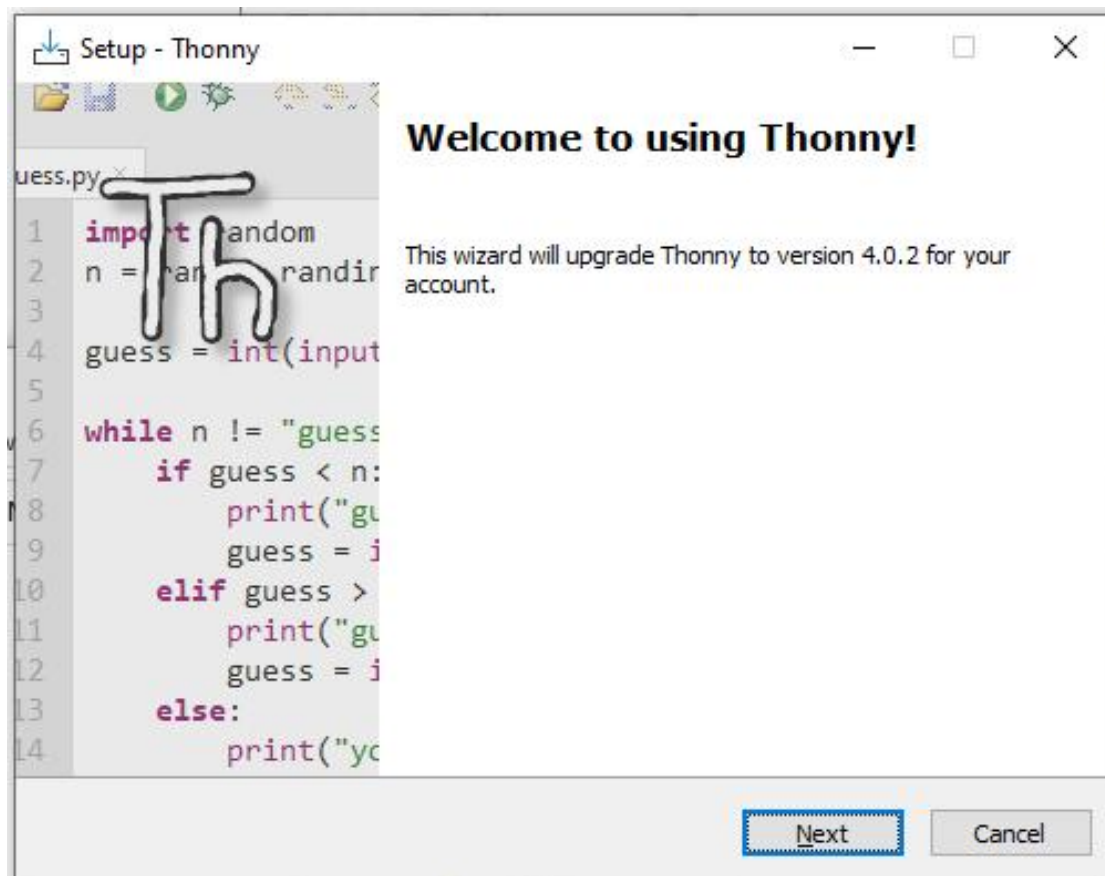 Setup - Thonny
uess.py
Th
Welcome to using Thonny!
This wizard will upgrade Thonny to version 4.0.2 for your
account.
1 import random
2 n = ran randin
3
4 guess = int(input
5
6 while n != "guess
7 if guess < n:
8 print("gu
9 guess = i
10 elif guess >
11 print("gu
12 guess = i
13 else:
14 print("yo
Next
Cancel